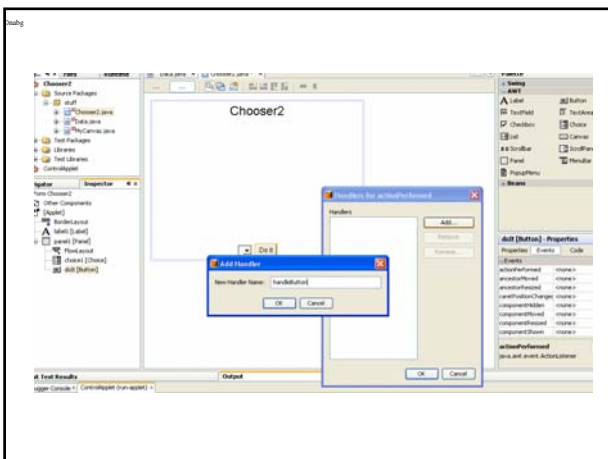 Chooser2
Source Packages
stuff
Chooser2.java
Data.java
MyCanvas.java
Test Packages
Libraries
Test Libraries
ControlApplet
Inspector
Form Chooser2
Other Components
[Applet]
BorderLayout
label1 [Label]
panel1 [Panel]
FlowLayout
choice1 [Choice]
doIt [Button]
Chooser2
Do It
Handlers for actionPerformed
Handlers
Add...
Remove
Rename...
OK
Cancel
Add Handler
New Handler Name:
handleButton
OK
Cancel
Palette
Swing
AWT
Label
Button
TextField
TextArea
Checkbox
Choice
List
Canvas
Scrollbar
Panel
MenuBar
PopupMenu
Beans
doIt [Button] - Properties
Properties
Events
Code
Events
actionPerformed <none>
ancestorMoved <none>
ancestorResized <none>
caretPositionChanged <none>
componentHidden <none>
componentMoved <none>
componentResized <none>
componentShown <none>
actionPerformed
java.awt.event.ActionListener
Test Results
Output
Console
ControlApplet (run-applet)